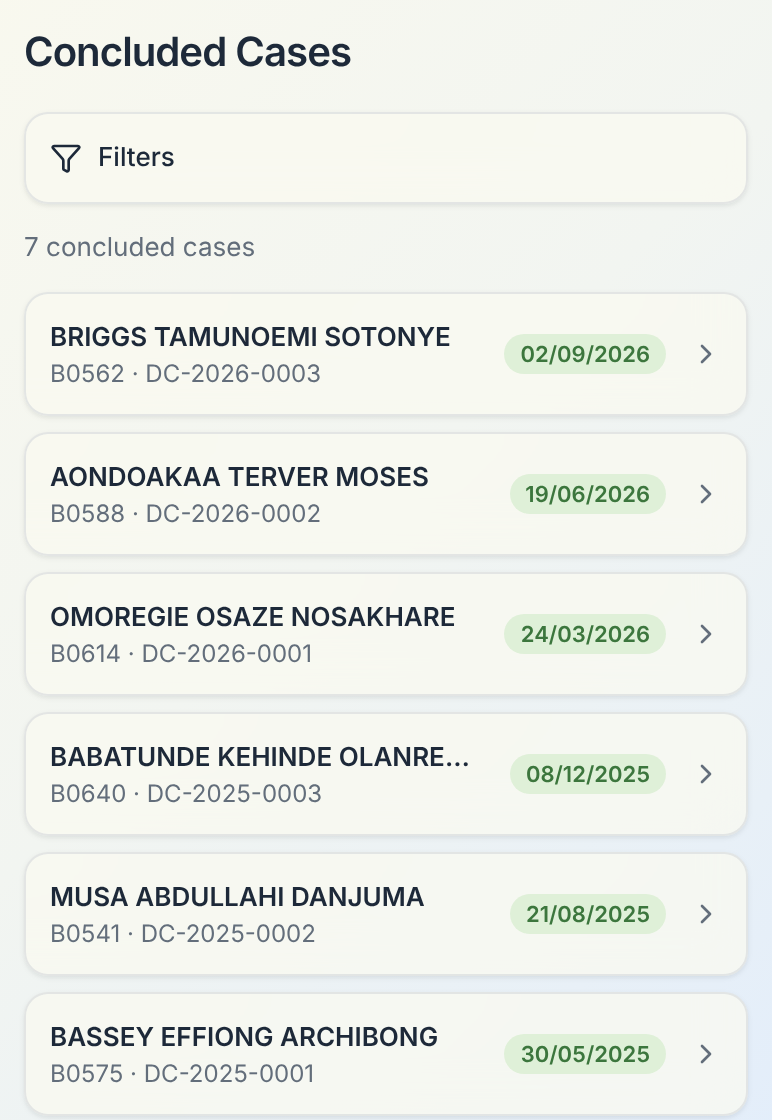 Concluded Cases
Filters
7 concluded cases
BRIGGS TAMUNOEMI SOTONYE
B0562 · DC-2026-0003
02/09/2026
AONDOAKAA TERVER MOSES
B0588 · DC-2026-0002
19/06/2026
OMOREGIE OSAZE NOSAKHARE
B0614 · DC-2026-0001
24/03/2026
BABATUNDE KEHINDE OLANRE...
B0640 · DC-2025-0003
08/12/2025
MUSA ABDULLAHI DANJUMA
B0541 · DC-2025-0002
21/08/2025
BASSEY EFFIONG ARCHIBONG
B0575 · DC-2025-0001
30/05/2025